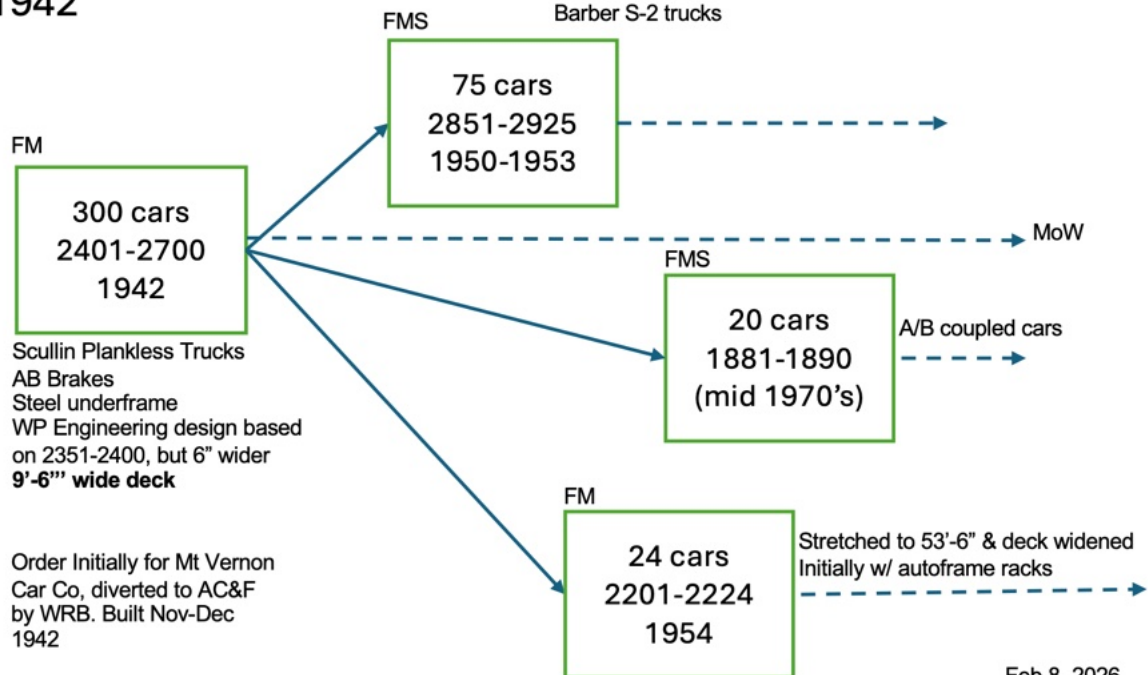 1942
FMS
Barber S-2 trucks
75 cars
2851-2925
1950-1953
FM
300 cars
2401-2700
1942
MoW
FMS
20 cars
1881-1890
(mid 1970’s)
A/B coupled cars
Scullin Plankless Trucks
AB Brakes
Steel underframe
WP Engineering design based
on 2351-2400, but 6” wider
9’-6”’ wide deck
FM
24 cars
2201-2224
1954
Stretched to 53’-6” & deck widened
Initially w/ autoframe racks
Order Initially for Mt Vernon
Car Co, diverted to AC&F
by WRB. Built Nov-Dec
1942
Feb 8, 2026